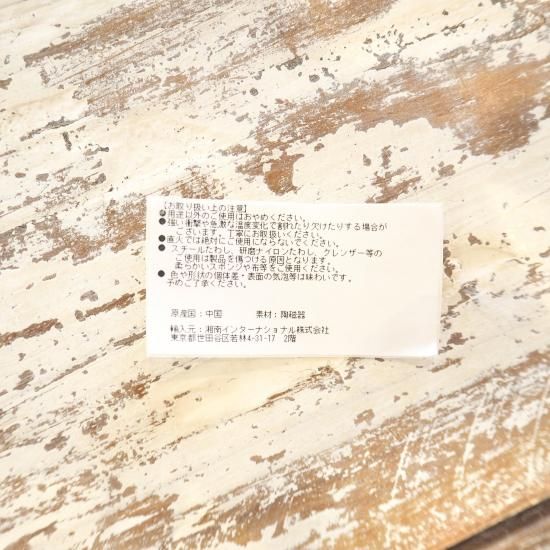 【お取り扱い上の注意】
●用途以外のご使用はおやめください。
●強い衝撃や急激な温度変化で割れたり欠けたりする場合が
ございます。丁寧にお取扱いください。
●直火では絶対にご使用にならないでください。
● スチールたわし、研磨ナイロンたわし、クレンザー等の
ご使用は製品を傷つける原因となります。
柔らかいスポンジや布等をご使用ください。
● 色や形状の個体差・表面の気泡等は味わいです。
予めご了承ください。
原産国：中国 素材：陶磁器
輸入元：湘南インターナショナル株式会社
東京都世田谷区若林4-31-17 2階